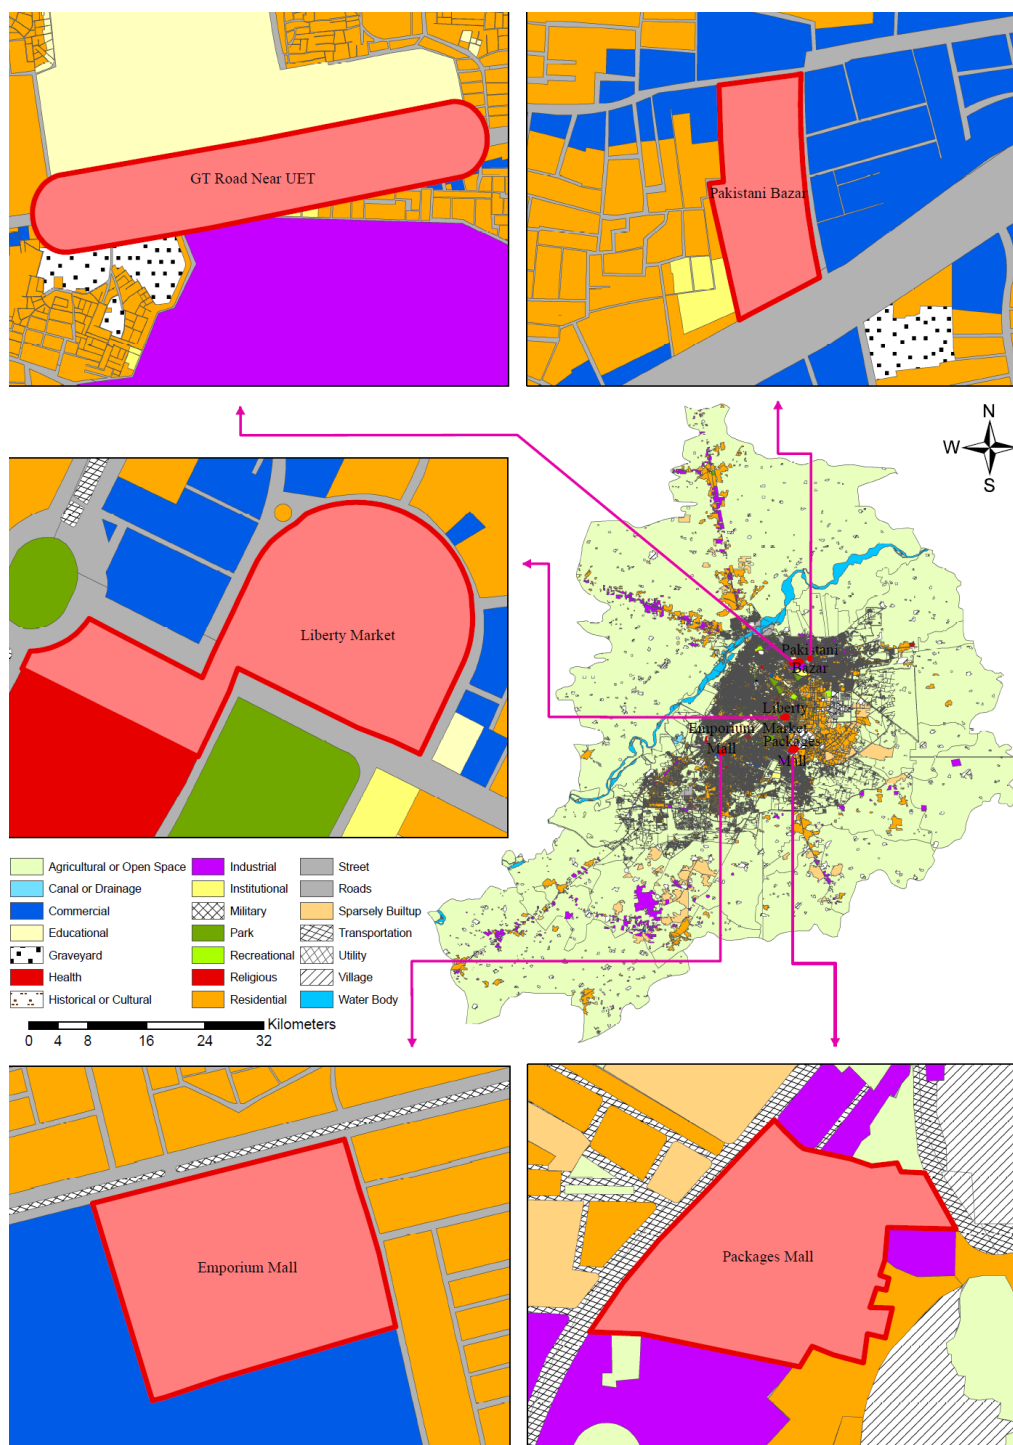 GT Road Near UET
Pakistani Bazar
N
W
E
S
Liberty Market
Pakistani
Bazar
Liberty
Market
Emporium
Mall
Packages
Mall
Agricultural or Open Space
Canal or Drainage
Commercial
Educational
Graveyard
Health
Historical or Cultural
Industrial
Institutional
Military
Park
Recreational
Religious
Residential
Street
Roads
Sparsely Builtup
Transportation
Utility
Village
Water Body
Kilometers
0 4 8 16 24 32
Emporium Mall
Packages Mall